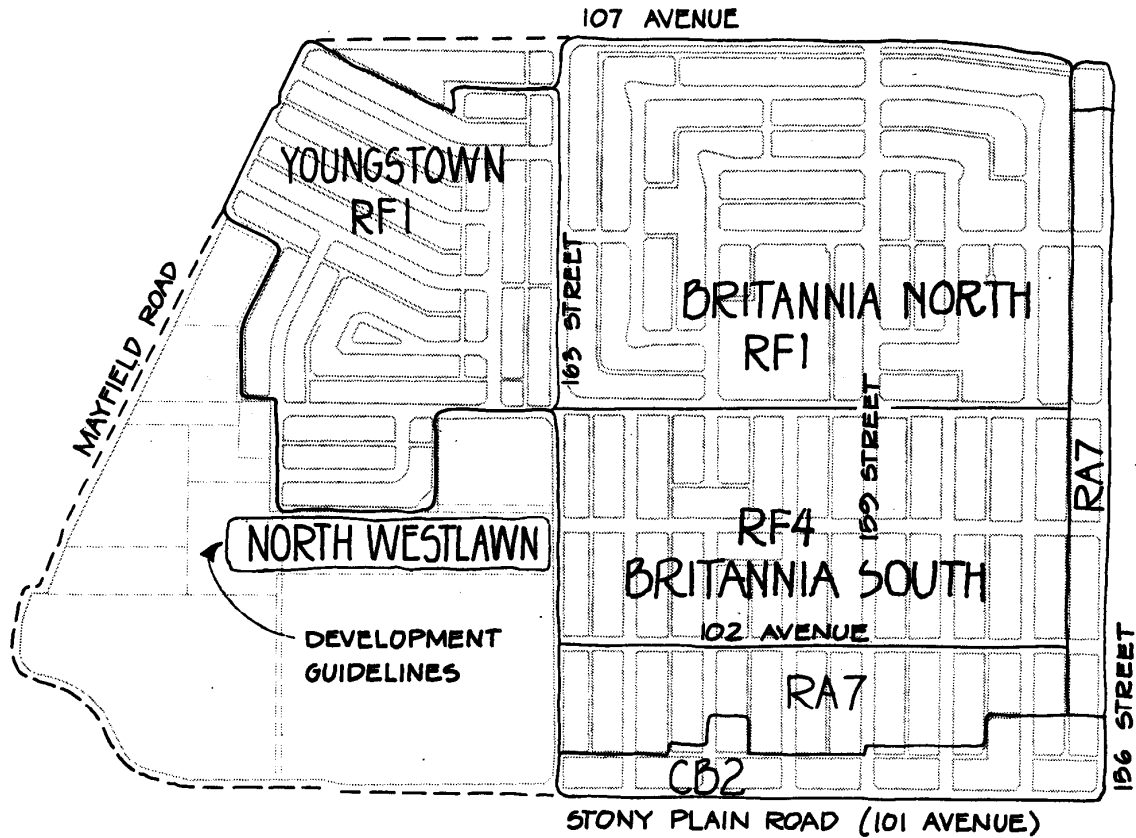 107 AVENUE
YOUNGSTOWN
RF1
MAYFIELD ROAD
163 STREET
BRITANNIA NORTH
RF1
159 STREET
RA7
NORTH WESTLAWN
RF4
BRITANNIA SOUTH
DEVELOPMENT
GUIDELINES
102 AVENUE
RA7
156 STREET
CB2
STONY PLAIN ROAD (101 AVENUE)